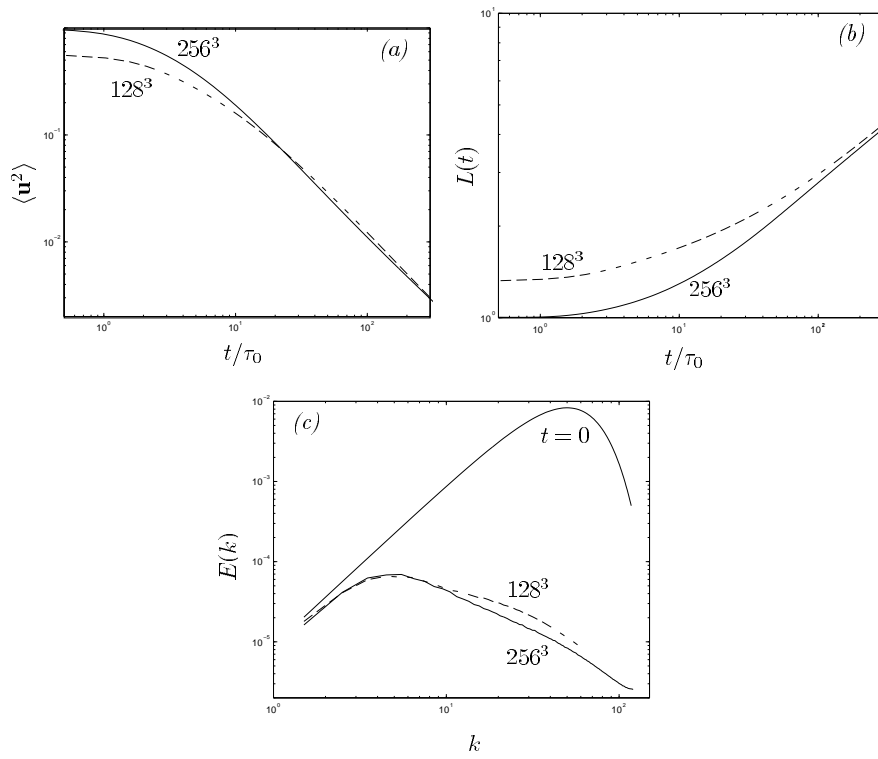 (a)
256³
128³
10⁻¹
10⁻²
⟨u²⟩
10⁰
10¹
10²
t/τ₀
10¹
(b)
L(t)
128³
256³
10⁰
10⁰
10¹
10²
t/τ₀
10⁻²
(c)
t = 0
10⁻³
E(k)
10⁻⁴
128³
10⁻⁵
256³
10⁰
10¹
10²
k